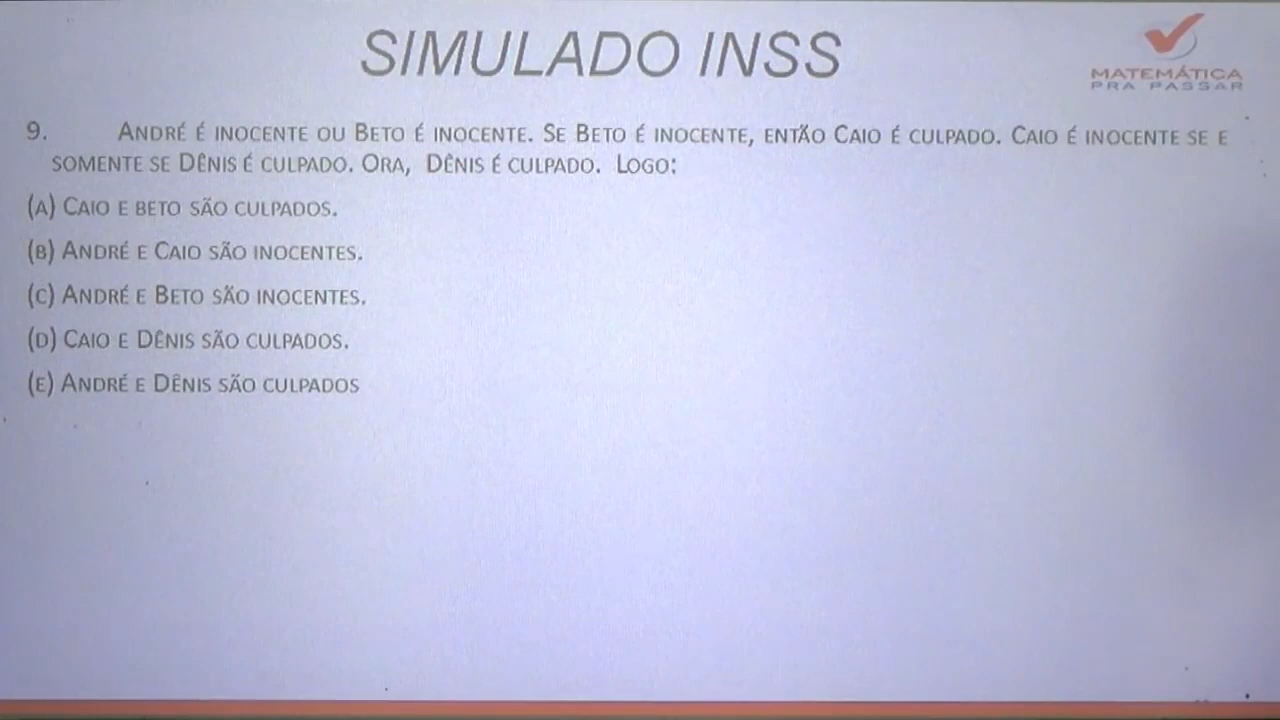 SIMULADO INSS
MATEMÁTICA
PRA PASSAR
9. ANDRÉ É INOCENTE OU BETO É INOCENTE. SE BETO É INOCENTE, ENTÃO CAIO É CULPADO. CAIO É INOCENTE SE E
SOMENTE SE DÊNIS É CULPADO. ORA, DÊNIS É CULPADO. LOGO:
(A) CAIO E BETO SÃO CULPADOS.
(B) ANDRÉ E CAIO SÃO INOCENTES.
(C) ANDRÉ E BETO SÃO INOCENTES.
(D) CAIO E DÊNIS SÃO CULPADOS.
(E) ANDRÉ E DÊNIS SÃO CULPADOS